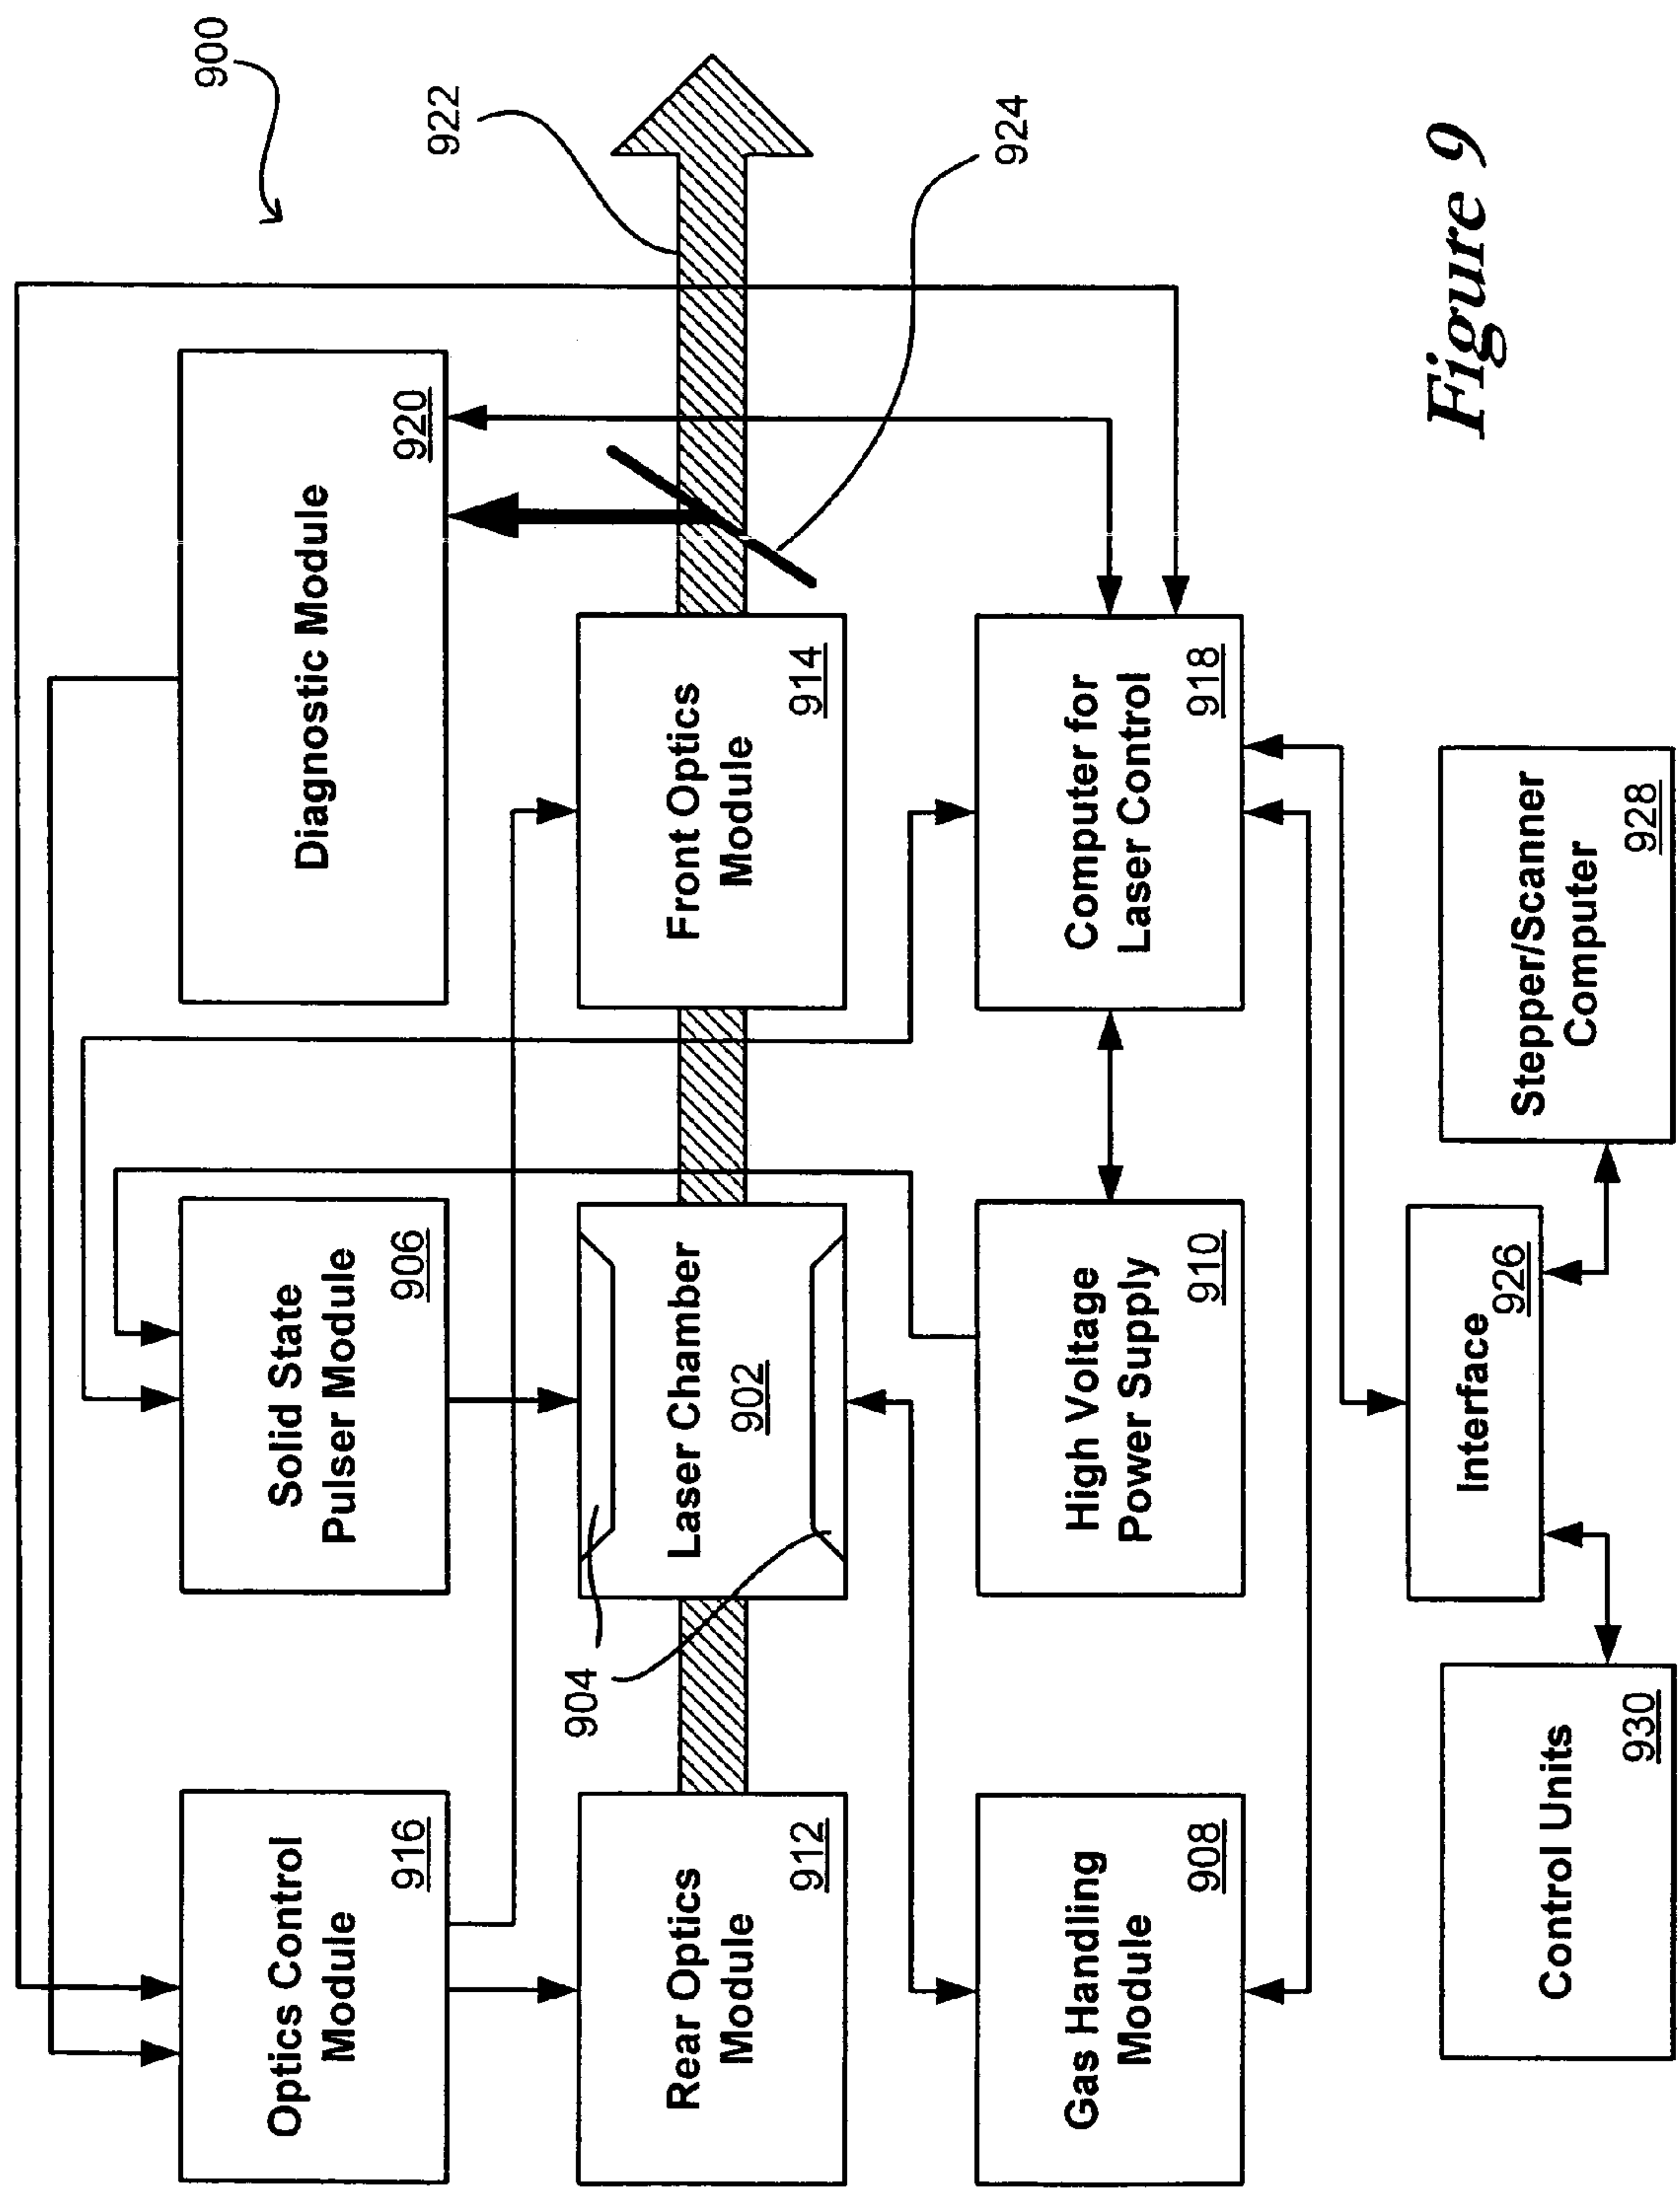 900
Optics Control
Module
916
Solid State
Pulser Module
906
Diagnostic Module
920
922
904
Rear Optics
Module
912
Laser Chamber
902
Front Optics
Module
914
924
Gas Handling
Module
908
High Voltage
Power Supply
910
Computer for
Laser Control
918
Control Units
930
Interface
926
Stepper/Scanner
Computer
928
Figure 9